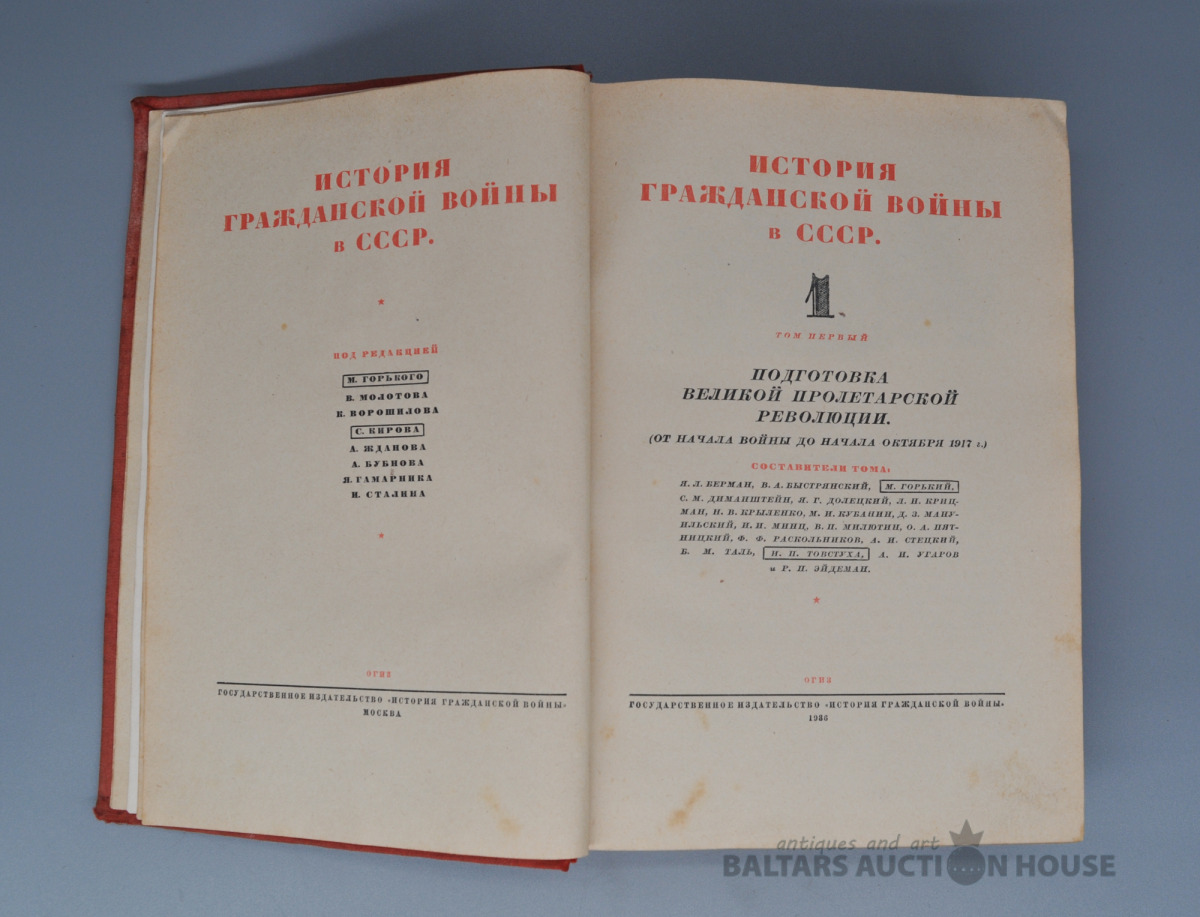 ИСТОРИЯ
ГРАЖДАНСКОЙ ВОЙНЫ
в СССР.
ПОД РЕДАКЦИЕЙ
М. ГОРЬКОГО
В. МОЛОТОВА
К. ВОРОШИЛОВА
С. КИРОВА
А. ЖДАНОВА
А. БУБНОВА
Я. ГАМАРНИКА
И. СТАЛИНА
ОГИЗ
ГОСУДАРСТВЕННОЕ ИЗДАТЕЛЬСТВО «ИСТОРИЯ ГРАЖДАНСКОЙ ВОЙНЫ»
МОСКВА
ИСТОРИЯ
ГРАЖДАНСКОЙ ВОЙНЫ
в СССР.
1
ТОМ ПЕРВЫЙ
ПОДГОТОВКА
ВЕЛИКОЙ ПРОЛЕТАРСКОЙ
РЕВОЛЮЦИИ.
(ОТ НАЧАЛА ВОЙНЫ ДО НАЧАЛА ОКТЯБРЯ 1917 г.)
СОСТАВИТЕЛИ ТОМА:
Я. Л. БЕРМАН, В. А. БЫСТРЯНСКИЙ, М. ГОРЬКИЙ,
С. М. ДИМАНШТЕЙН, Я. Г. ДОЛЕЦКИЙ, Л. Н. КРИЦ-
МАН, Н. В. КРЫЛЕНКО, М. И. КУБАНИН, Д. З. МАНУ-
ИЛЬСКИЙ, И. И. МИНЦ, В. П. МИЛЮТИН, О. А. ПЯТ-
НИЦКИЙ, Ф. Ф. РАСКОЛЬНИКОВ, А. И. СТЕЦКИЙ,
Б. М. ТАЛЬ, И. П. ТОВСТУХА, А. И. УГАРОВ
и Р. П. ЭЙДЕМАН.
ОГИЗ
ГОСУДАРСТВЕННОЕ ИЗДАТЕЛЬСТВО «ИСТОРИЯ ГРАЖДАНСКОЙ ВОЙНЫ»
1936
antiques and art
BALTARS AUCTION HOUSE